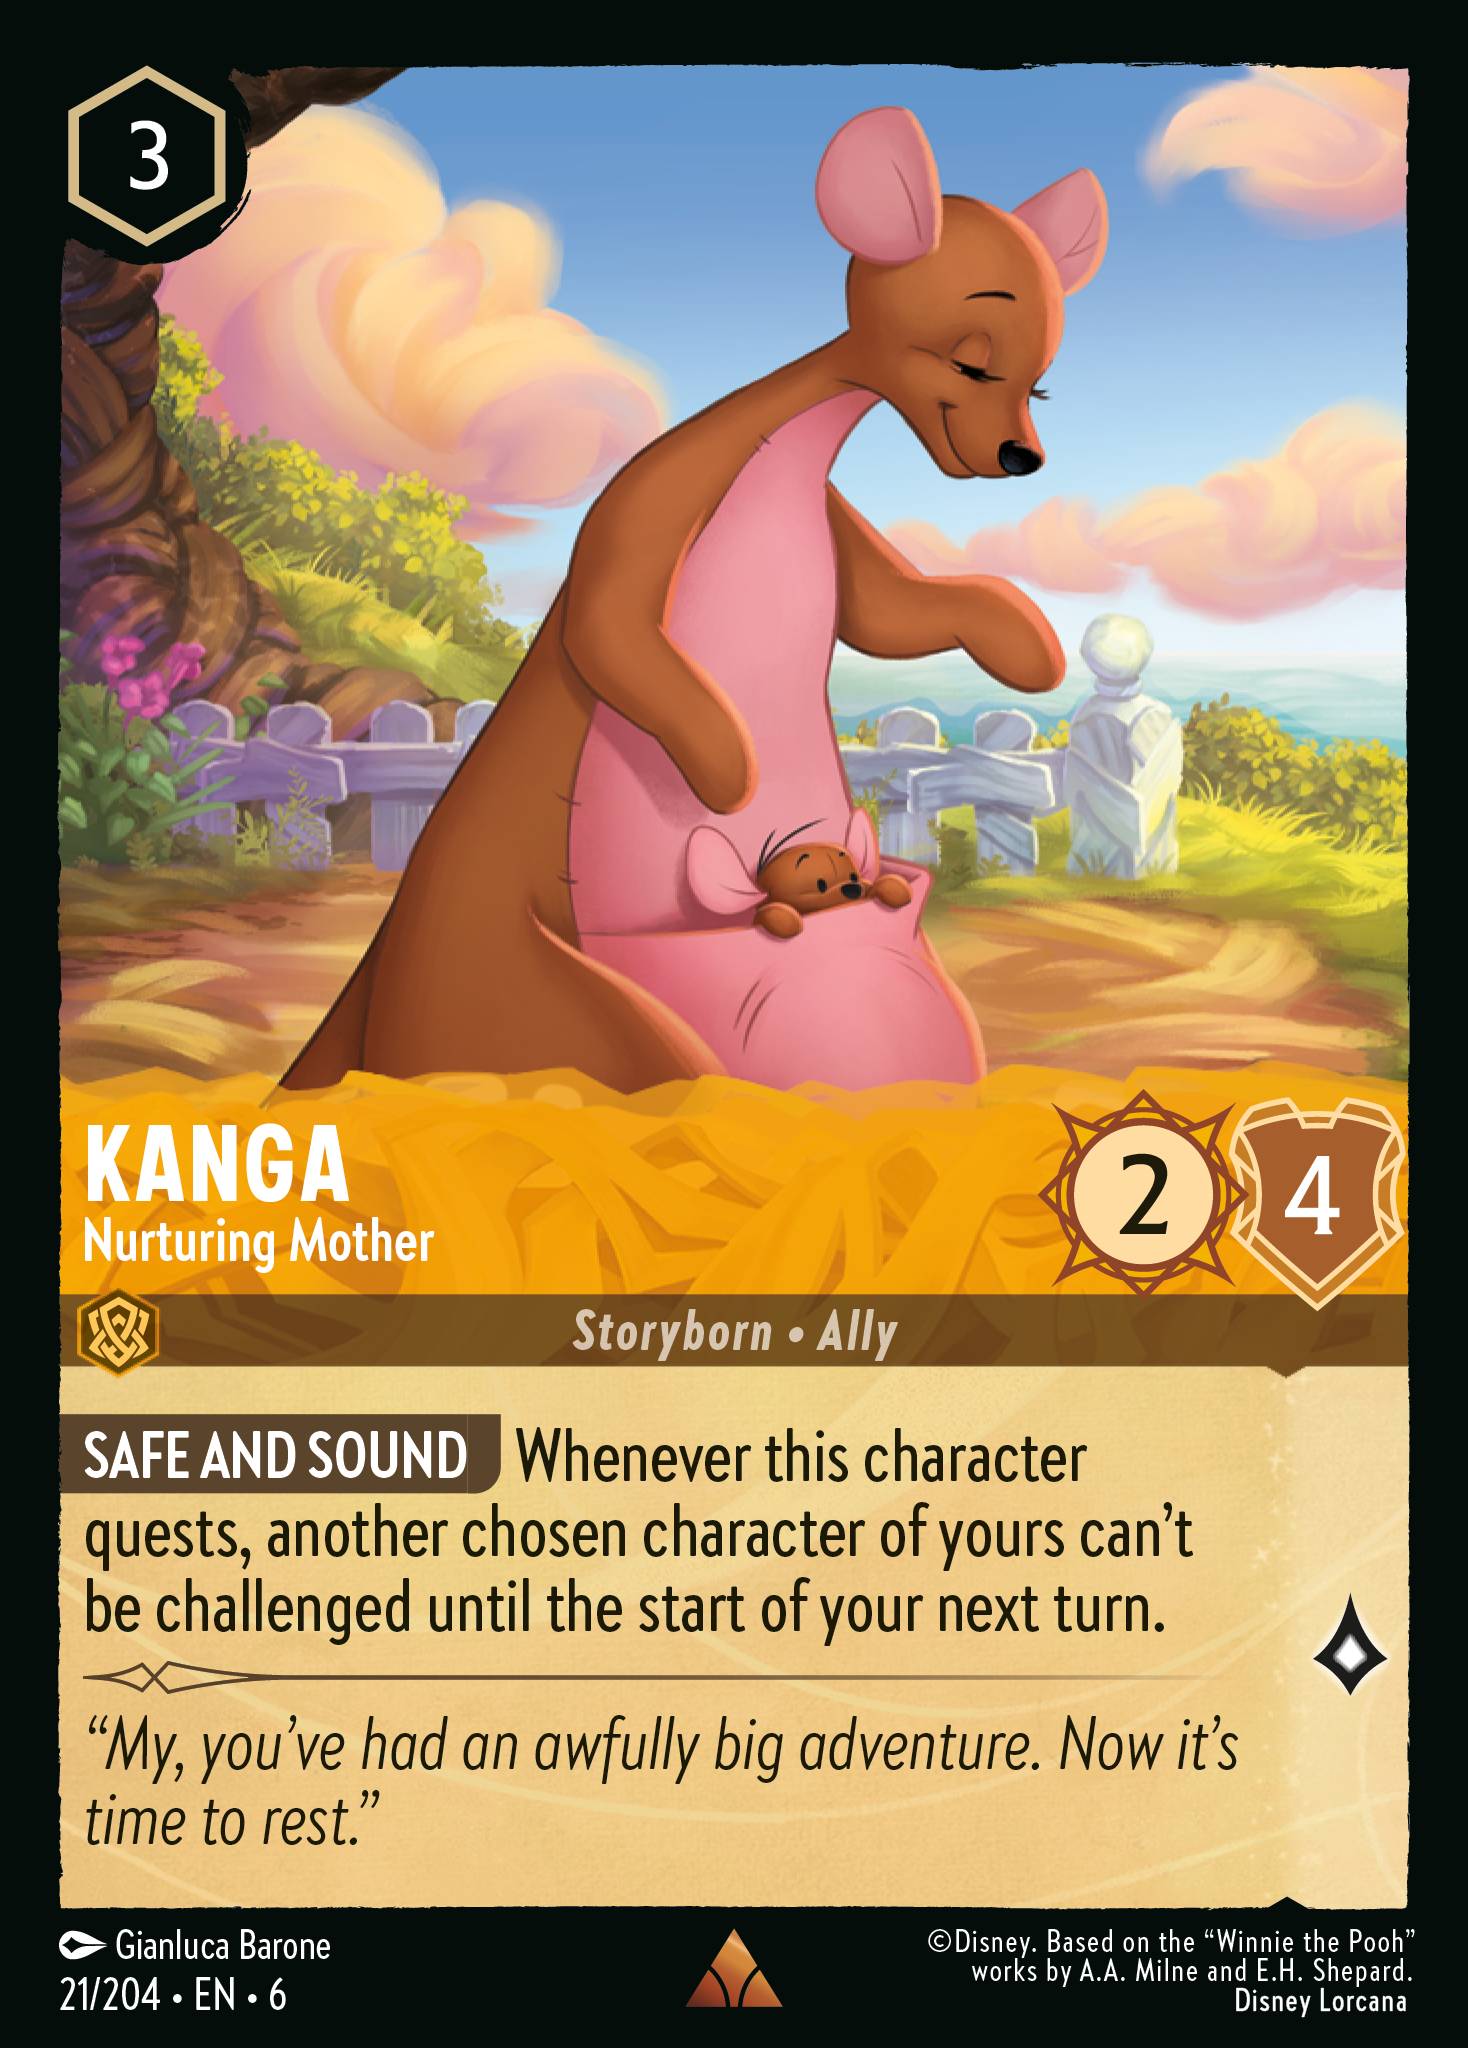 3
KANGA
Nurturing Mother
2
4
Storyborn • Ally
SAFE AND SOUND Whenever this character
quests, another chosen character of yours can’t
be challenged until the start of your next turn.
“My, you’ve had an awfully big adventure. Now it’s
time to rest.”
Gianluca Barone
21/204 • EN • 6
©Disney. Based on the “Winnie the Pooh”
works by A.A. Milne and E.H. Shepard.
Disney Lorcana